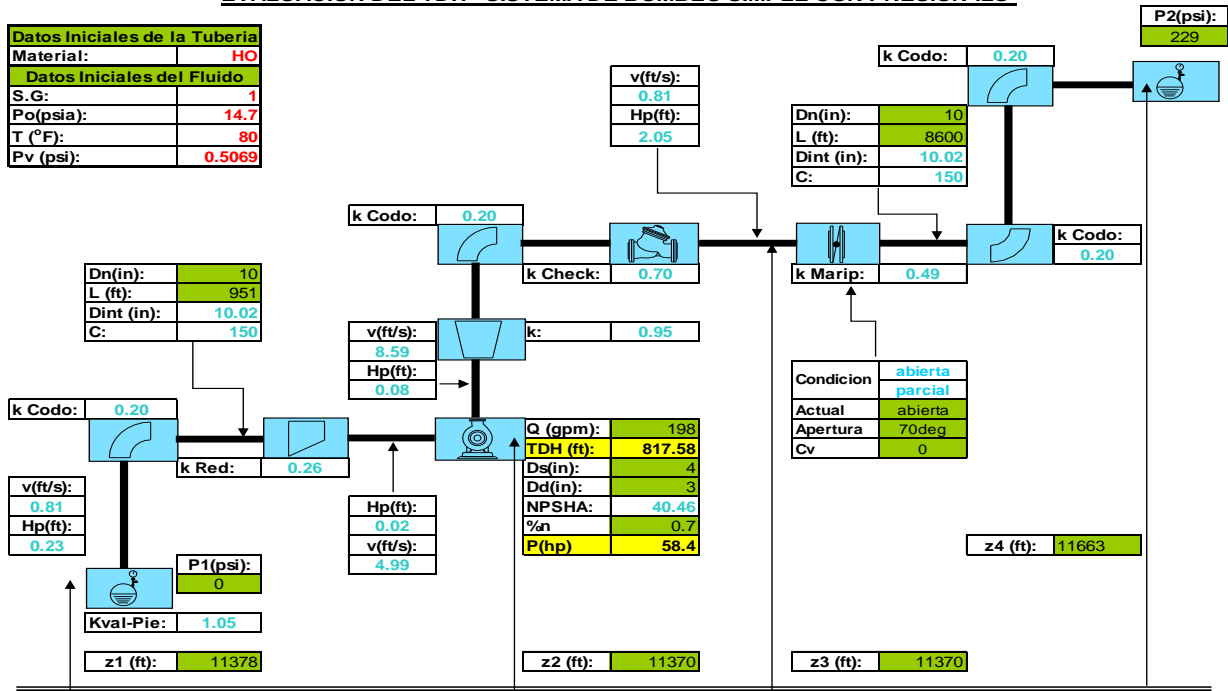 P2(psi):
229
Datos Iniciales de la Tuberia
Material: HO
Datos Iniciales del Fluido
S.G: 1
Po(psia): 14.7
T (°F): 80
Pv (psi): 0.5069
k Codo: 0.20
v(ft/s):
0.81
Hp(ft):
2.05
Dn(in): 10
L (ft): 8600
Dint (in): 10.02
C: 150
k Codo: 0.20
k Codo:
0.20
k Check: 0.70
k Marip: 0.49
Dn(in): 10
L (ft): 951
Dint (in): 10.02
C: 150
v(ft/s):
8.59
Hp(ft):
0.08
k: 0.95
Condicion abierta
parcial
Actual abierta
Apertura 70deg
Cv 0
k Codo: 0.20
k Red: 0.26
Q (gpm): 198
TDH (ft): 817.58
Ds(in): 4
Dd(in): 3
NPSHA: 40.46
%n 0.7
P(hp) 58.4
v(ft/s):
0.81
Hp(ft):
0.23
Hp(ft):
0.02
v(ft/s):
4.99
P1(psi):
0
z4 (ft): 11663
Kval-Pie: 1.05
z1 (ft): 11378
z2 (ft): 11370
z3 (ft): 11370